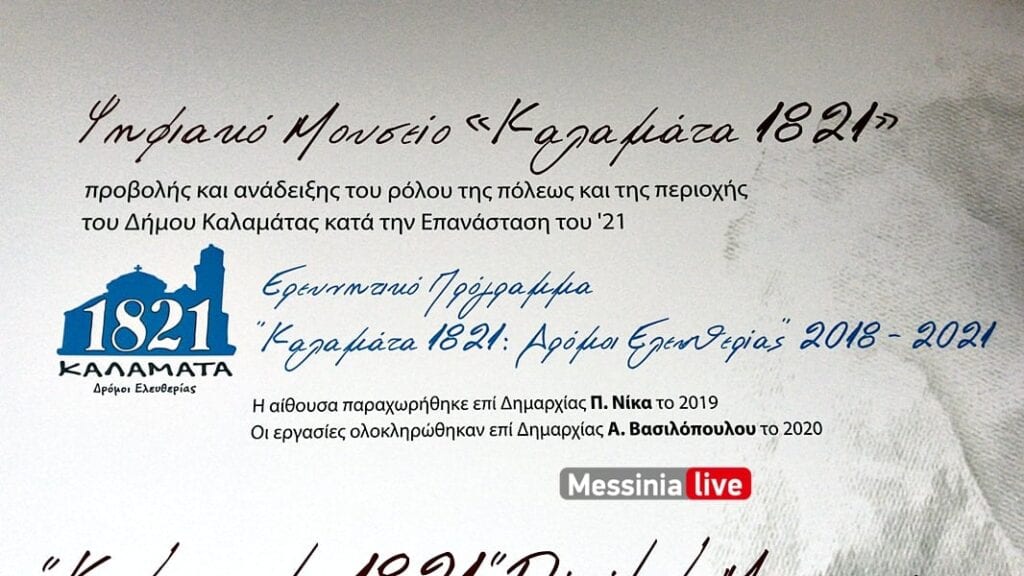 Ψηφιακό Μουσείο «Καλαμάτα 1821»
προβολής και ανάδειξης του ρόλου της πόλεως και της περιοχής
του Δήμου Καλαμάτας κατά την Επανάσταση του '21
1821
ΚΑΛΑΜΑΤΑ
Δρόμοι Ελευθερίας
Ερευνητικό Πρόγραμμα
"Καλαμάτα 1821: Δρόμοι Ελευθερίας" 2018 - 2021
Η αίθουσα παραχωρήθηκε επί Δημαρχίας Π. Νίκα το 2019
Οι εργασίες ολοκληρώθηκαν επί Δημαρχίας Α. Βασιλόπουλου το 2020
Messinia live
1821"